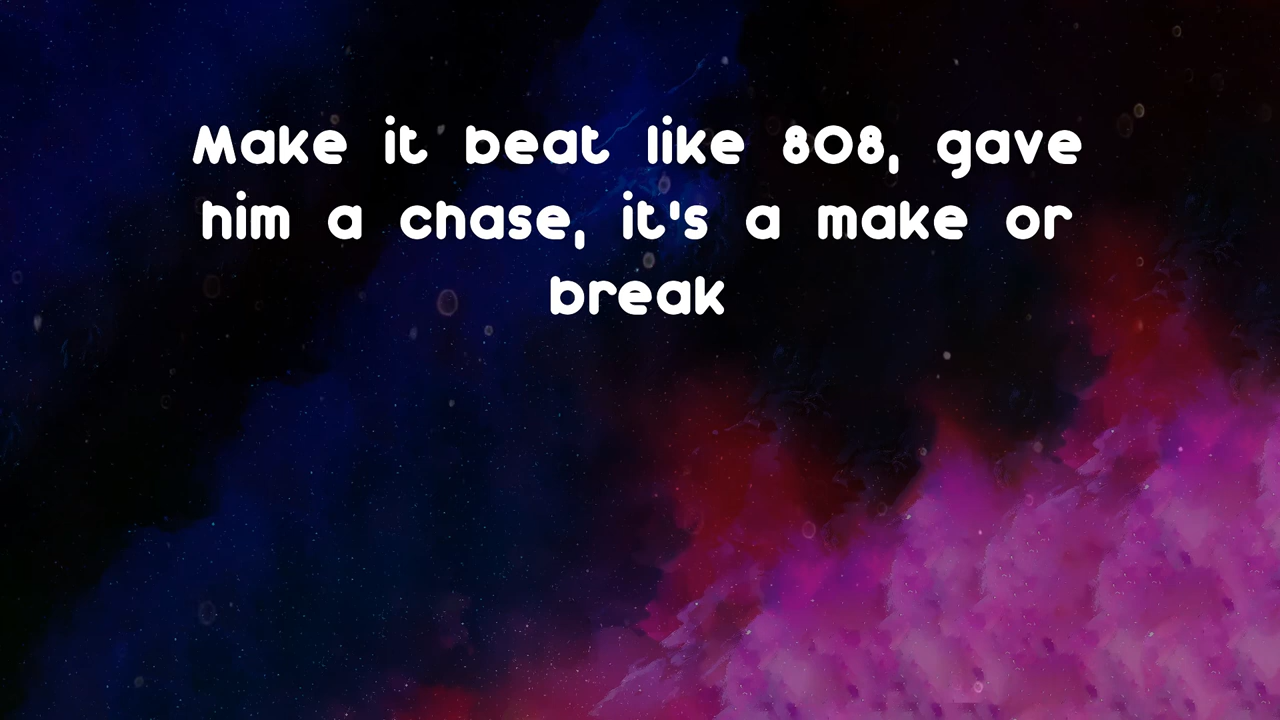 Make it beat like 808, gave
him a chase, it's a make or
break